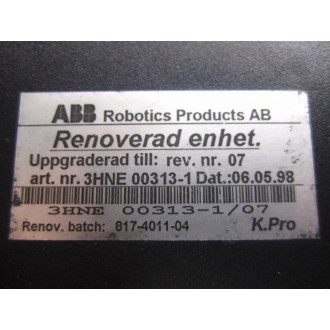 ABB Robotics Products AB
Renoverad enhet.
Uppgraderad till: rev. nr. 07
art. nr. 3HNE 00313-1 Dat.:06.05.98
3HNE 00313-1/07
Renov. batch: 817-4011-04 K.Pro